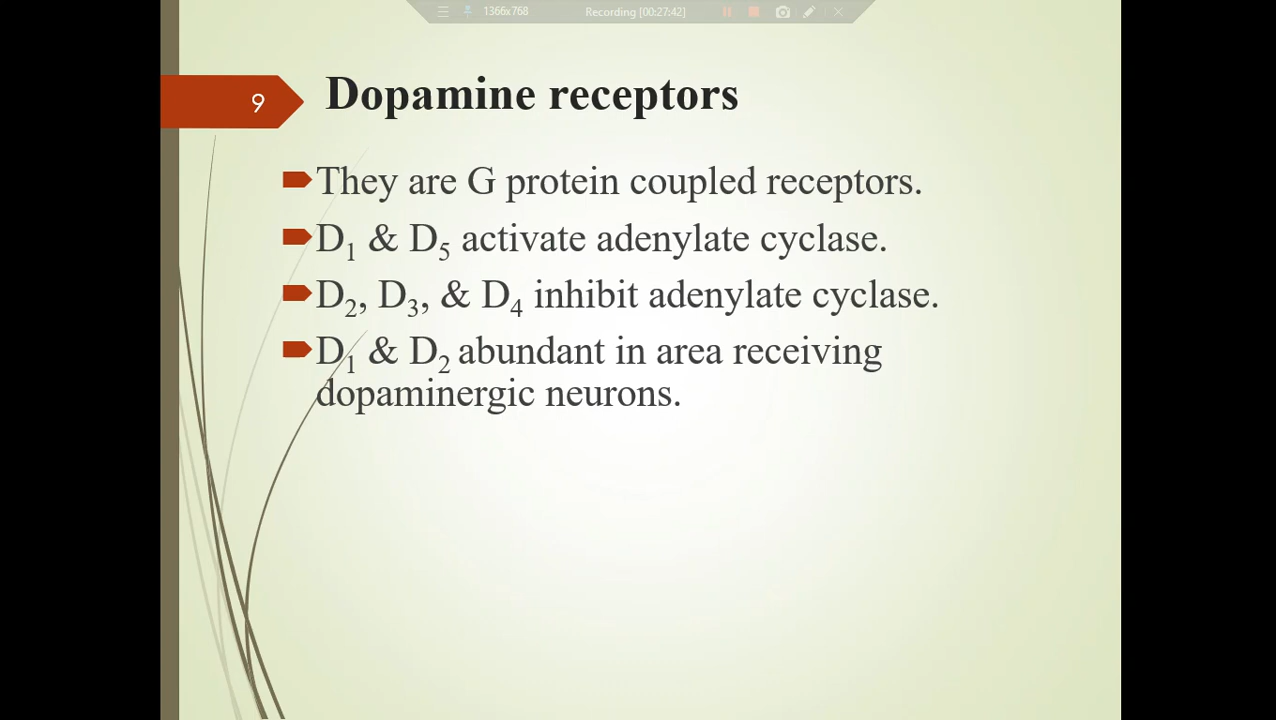 1366x768 Recording [00:27:42]
9
Dopamine receptors
They are G protein coupled receptors.
D₁ & D₅ activate adenylate cyclase.
D₂, D₃, & D₄ inhibit adenylate cyclase.
D₁ & D₂ abundant in area receiving
dopaminergic neurons.